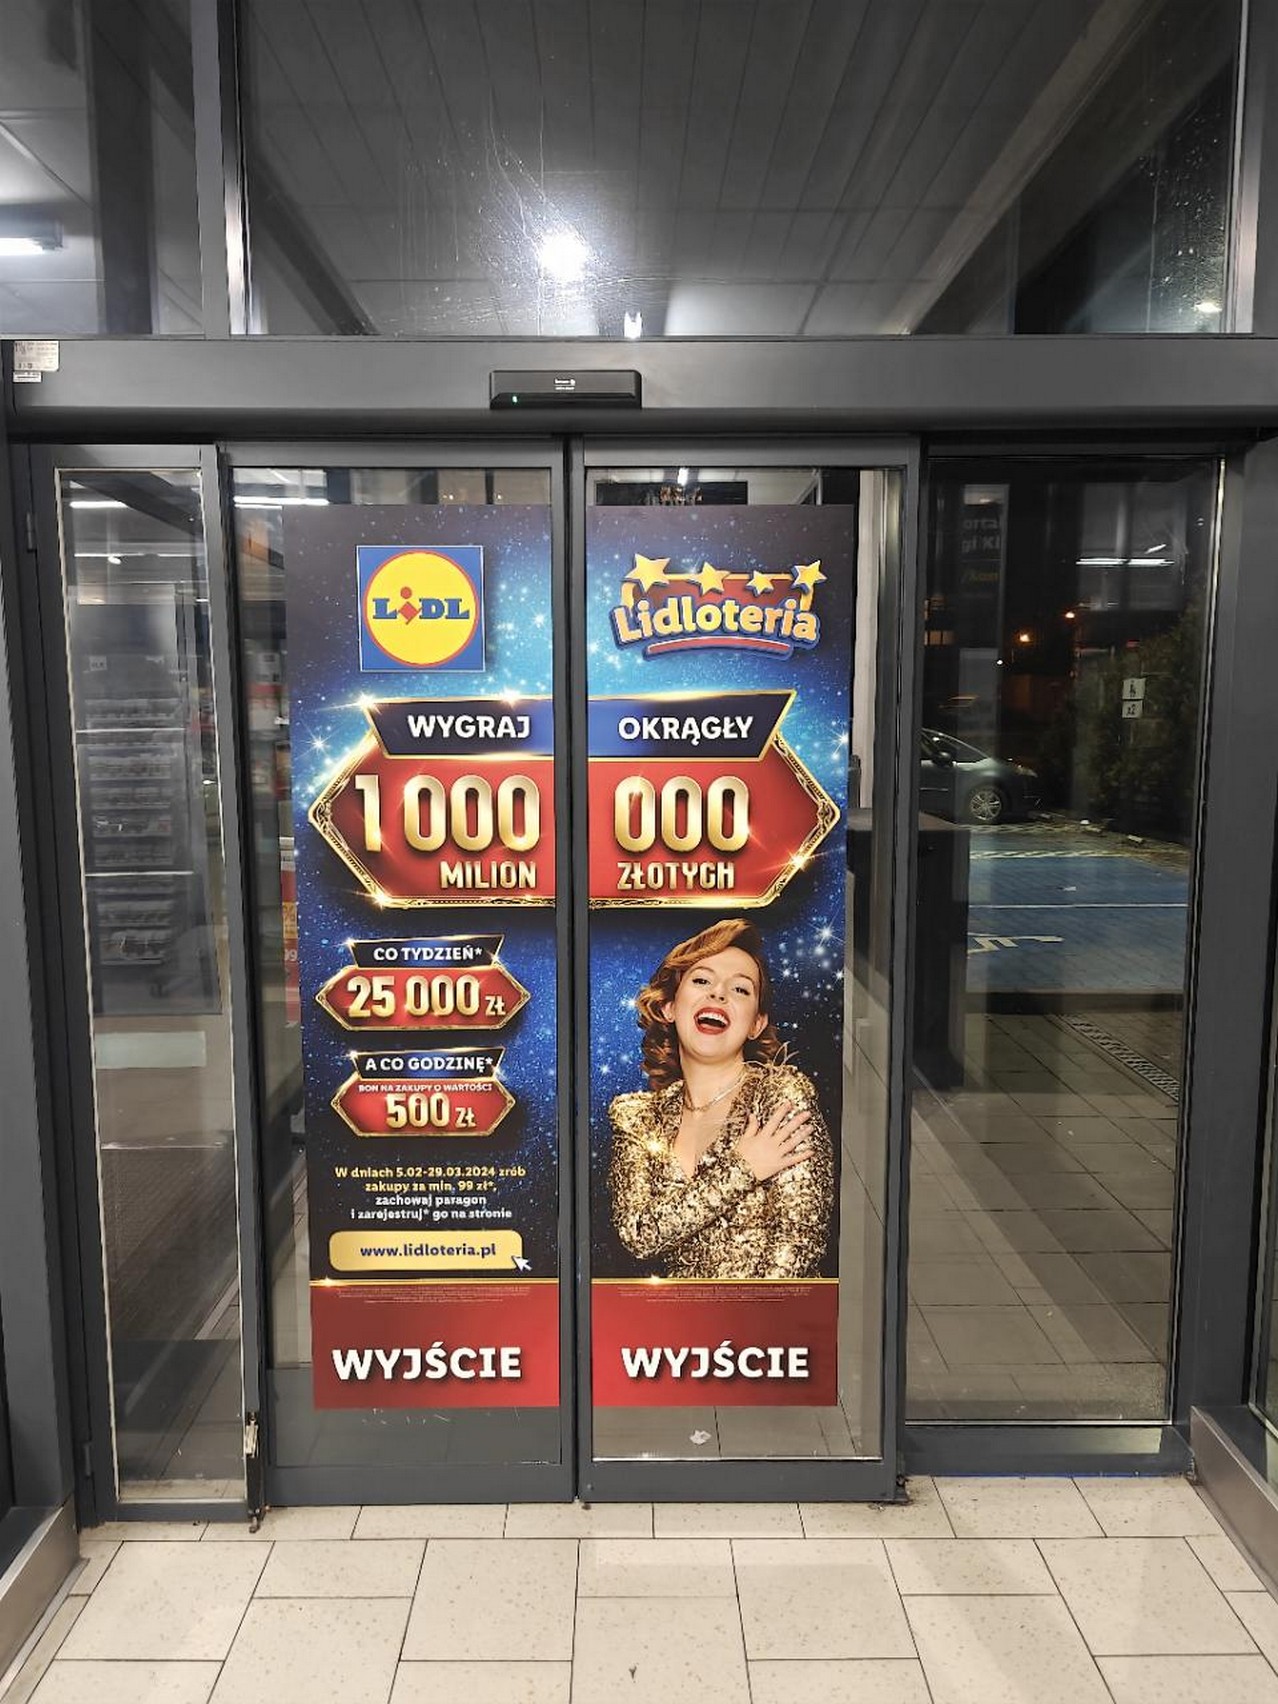 LIDL
Lidloteria
WYGRAJ OKRĄGŁY
1 000 000
MILION ZŁOTYCH
CO TYDZIEŃ*
25 000 ZŁ
A CO GODZINĘ*
BON NA ZAKUPY O WARTOŚCI
500 ZŁ
W dniach 5.02-29.03.2024 zrób
zakupy za min. 99 zł*,
zachowaj paragon
i zarejestruj* go na stronie
www.lidloteria.pl
WYJŚCIE
WYJŚCIE